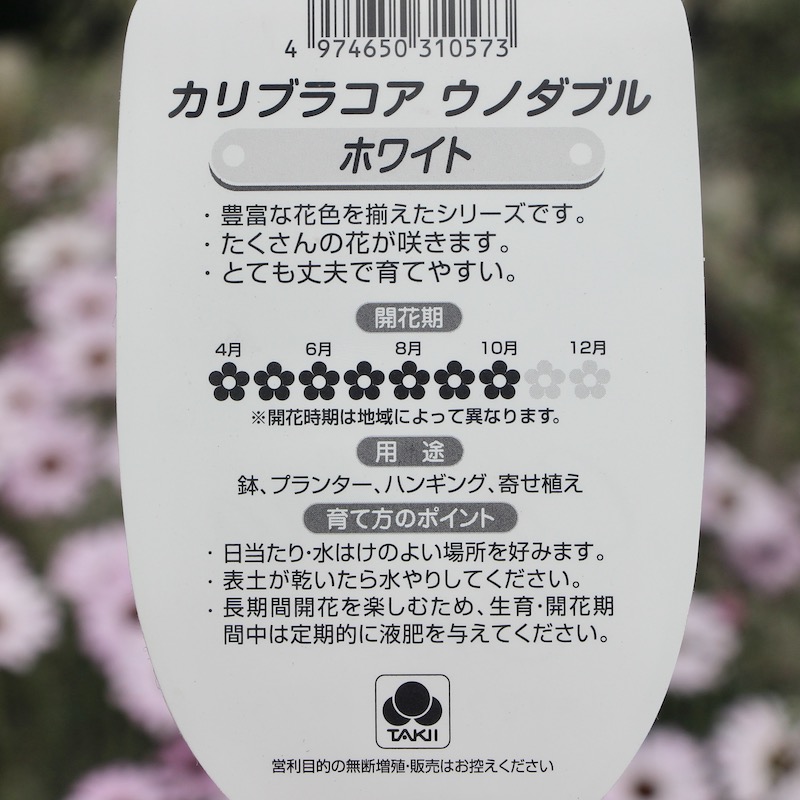 4 974650 310573
カリブラコア ウノダブル
ホワイト
・豊富な花色を揃えたシリーズです。
・たくさんの花が咲きます。
・とても丈夫で育てやすい。
開花期
4月 6月 8月 10月 12月
※開花時期は地域によって異なります。
用 途
鉢、プランター、ハンギング、寄せ植え
育て方のポイント
・日当たり・水はけのよい場所を好みます。
・表土が乾いたら水やりしてください。
・長期間開花を楽しむため、生育・開花期
間中は定期的に液肥を与えてください。
TAKII
営利目的の無断増殖・販売はお控えください